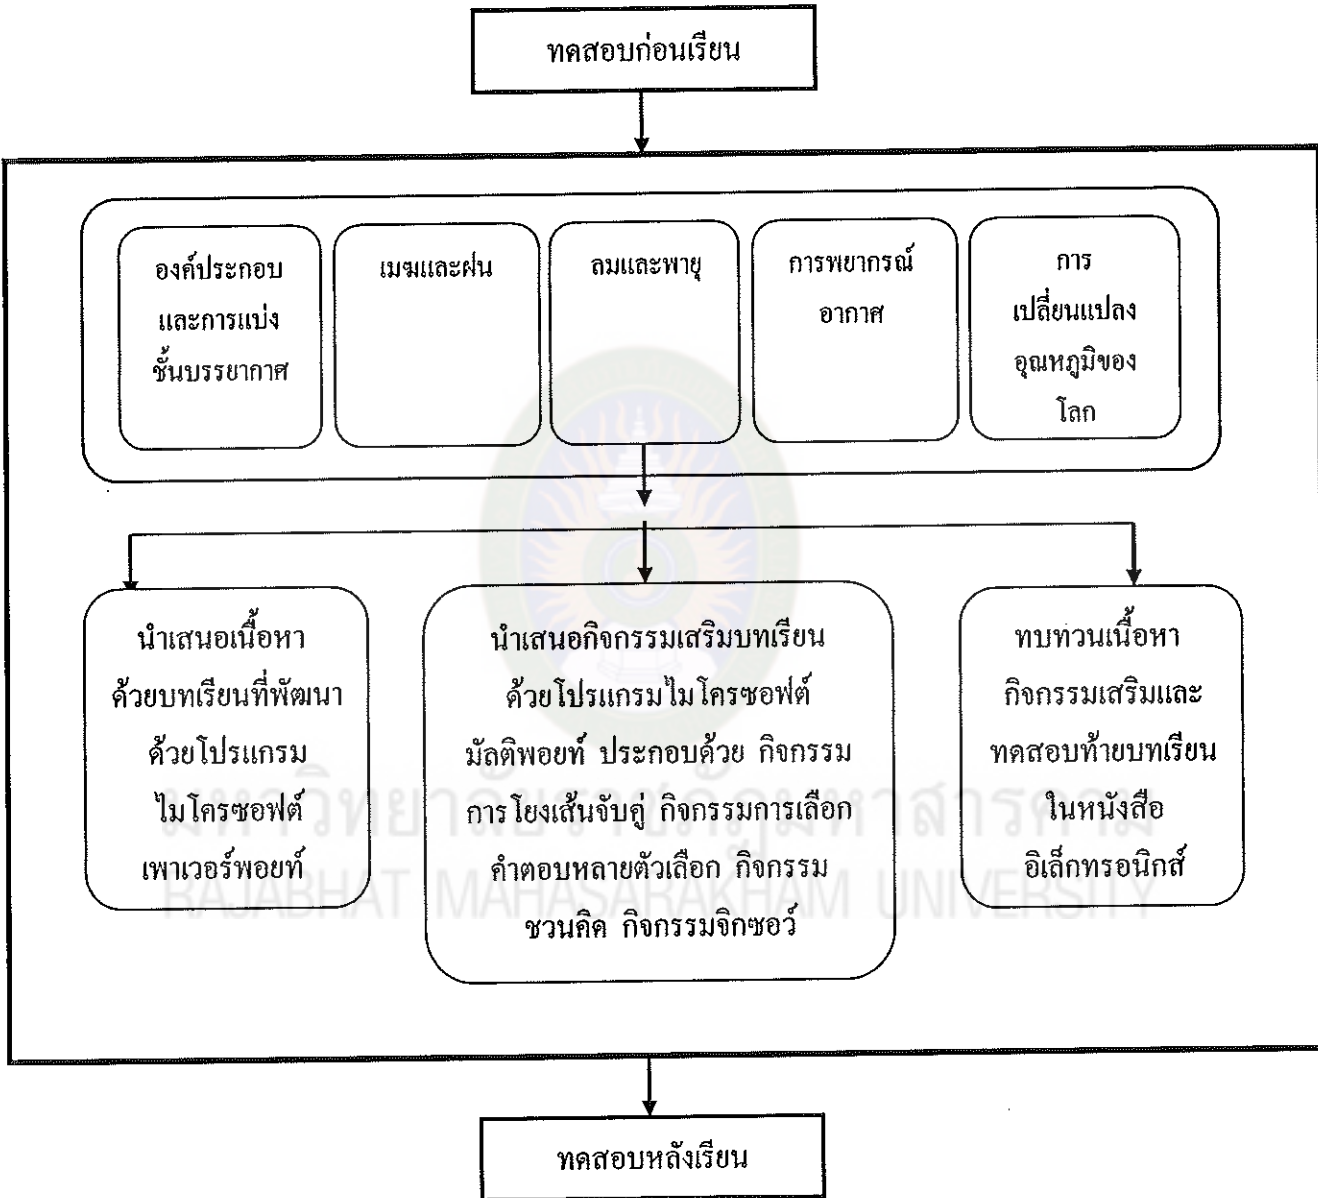 ทดสอบก่อนเรียน
องค์ประกอบ
และการแบ่ง
ชั้นบรรยากาศ
เมฆและฝน
ลมและพายุ
การพยากรณ์
อากาศ
การ
เปลี่ยนแปลง
อุณหภูมิของ
โลก
นำเสนอเนื้อหา
ด้วยบทเรียนที่พัฒนา
ด้วยโปรแกรม
ไมโครซอฟต์
เพาเวอร์พอยท์
นำเสนอกิจกรรมเสริมบทเรียน
ด้วยโปรแกรมไมโครซอฟต์
มัลติพอยท์ ประกอบด้วย กิจกรรม
การโยงเส้นจับคู่ กิจกรรมการเลือก
คำตอบหลายตัวเลือก กิจกรรม
ชวนคิด กิจกรรมจิกซอว์
ทบทวนเนื้อหา
กิจกรรมเสริมและ
ทดสอบท้ายบทเรียน
ในหนังสือ
อิเล็กทรอนิกส์
มหาวิทยาลัยราชภัฏมหาสารคาม
RAJABHAT MAHASARAKHAM UNIVERSITY
ทดสอบหลังเรียน